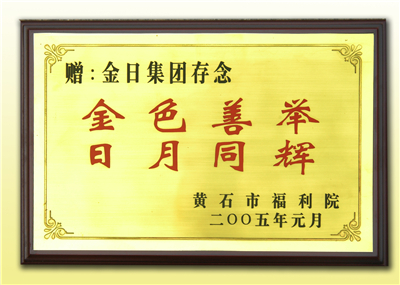 赠:金日集团存念
金色善举
日月同辉
黄石市福利院
二〇〇五年元月